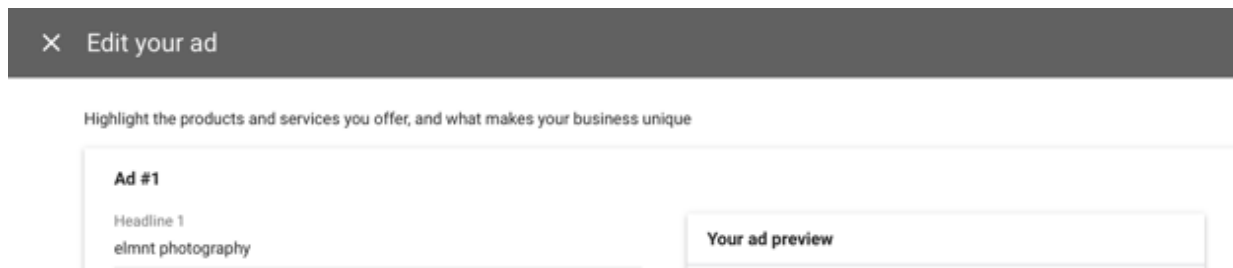 Edit your ad
Highlight the products and services you offer, and what makes your business unique
Ad #1
Headline 1
elmnt photography
Your ad preview